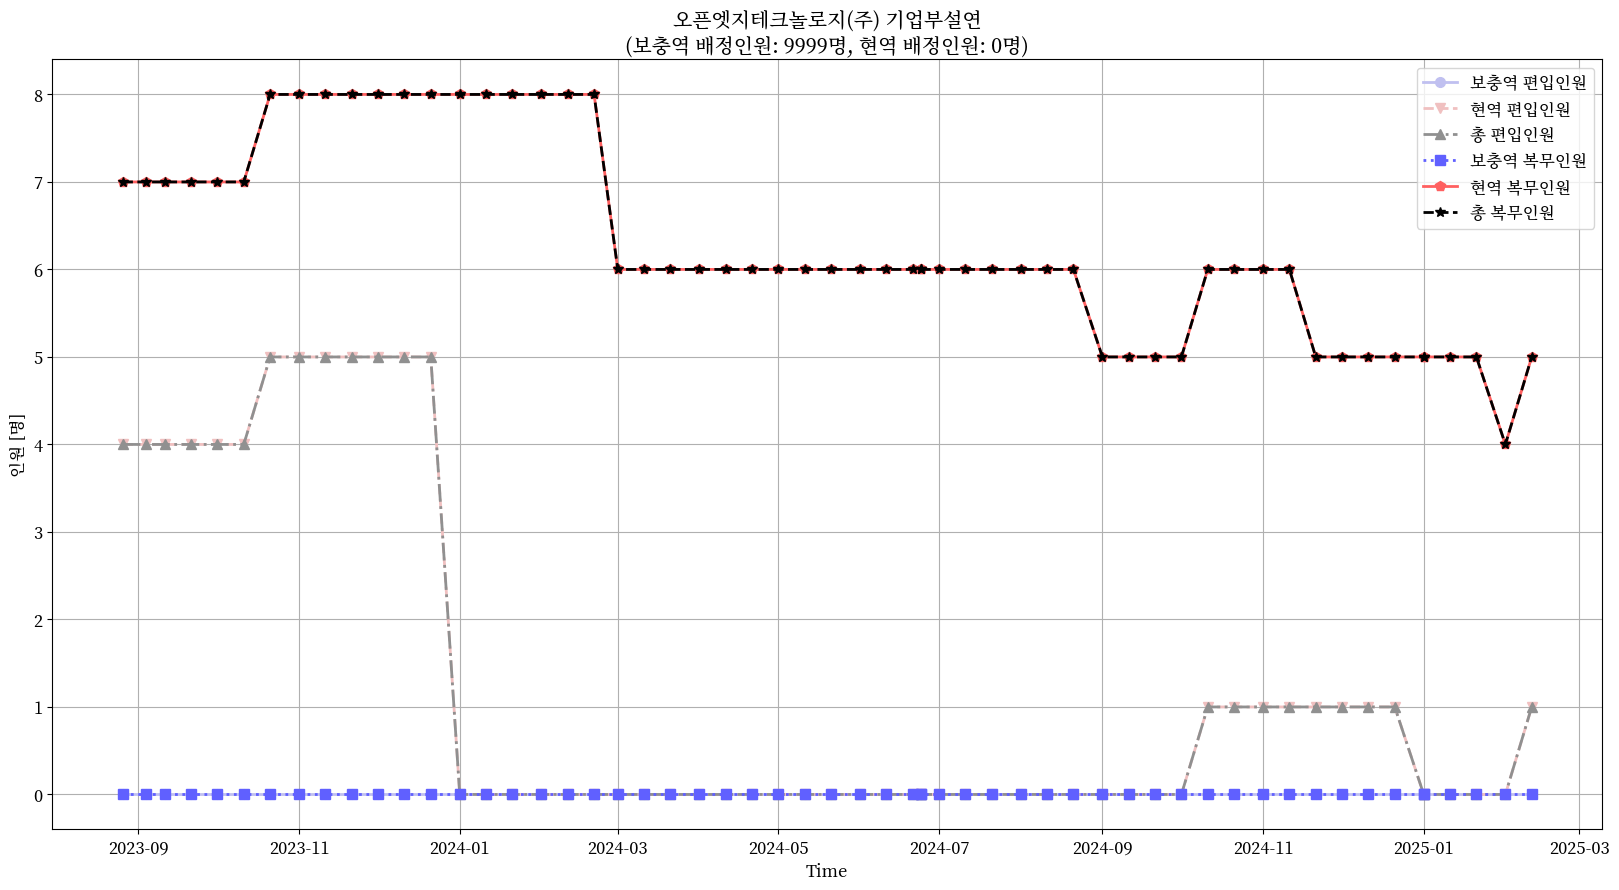 오픈엣지테크놀로지(주) 기업부설연
(보충역 배정인원: 9999명, 현역 배정인원: 0명)
보충역 편입인원
현역 편입인원
총 편입인원
보충역 복무인원
현역 복무인원
총 복무인원
인원 [명]
8
7
6
5
4
3
2
1
0
2023-09
2023-11
2024-01
2024-03
2024-05
2024-07
2024-09
2024-11
2025-01
2025-03
Time